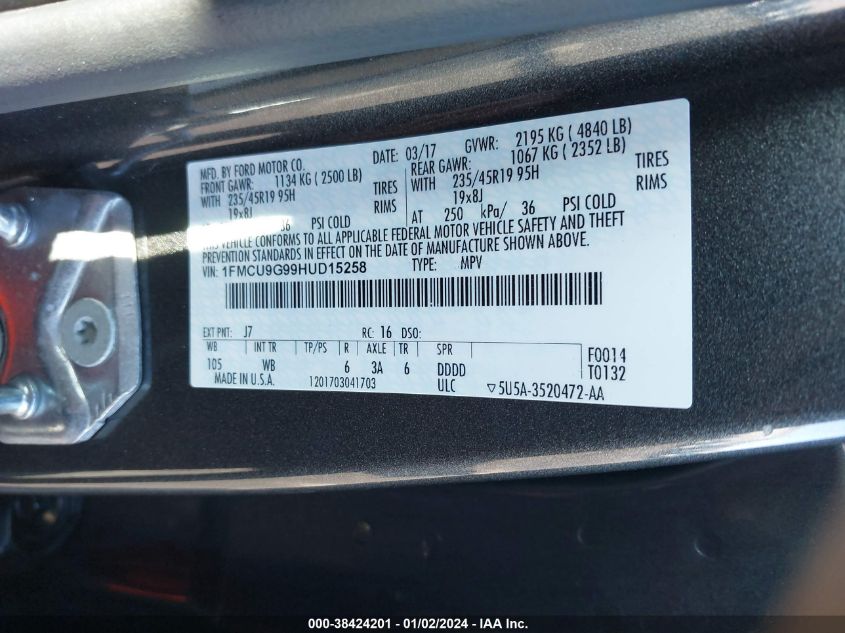 MFD. BY FORD MOTOR CO. DATE: 03/17 GVWR: 2195 KG ( 4840 LB)
FRONT GAWR: 1134 KG ( 2500 LB) REAR GAWR: 1067 KG ( 2352 LB)
WITH 235/45R19 95H TIRES WITH 235/45R19 95H TIRES
19x8J RIMS 19x8J RIMS
36 PSI COLD AT 250 kPa/ 36 PSI COLD
THIS VEHICLE CONFORMS TO ALL APPLICABLE FEDERAL MOTOR VEHICLE SAFETY AND THEFT
PREVENTION STANDARDS IN EFFECT ON THE DATE OF MANUFACTURE SHOWN ABOVE.
VIN: 1FMCU9G99HUD15258 TYPE: MPV
EXT PNT: J7 RC: 16 DSO:
WB INT TR TP/PS R AXLE TR SPR F0014
105 WB 6 3A 6 DDDD T0132
MADE IN U.S.A. 1201703041703 ULC ▽5U5A-3520472-AA
000-38424201 - 01/02/2024 - IAA Inc.